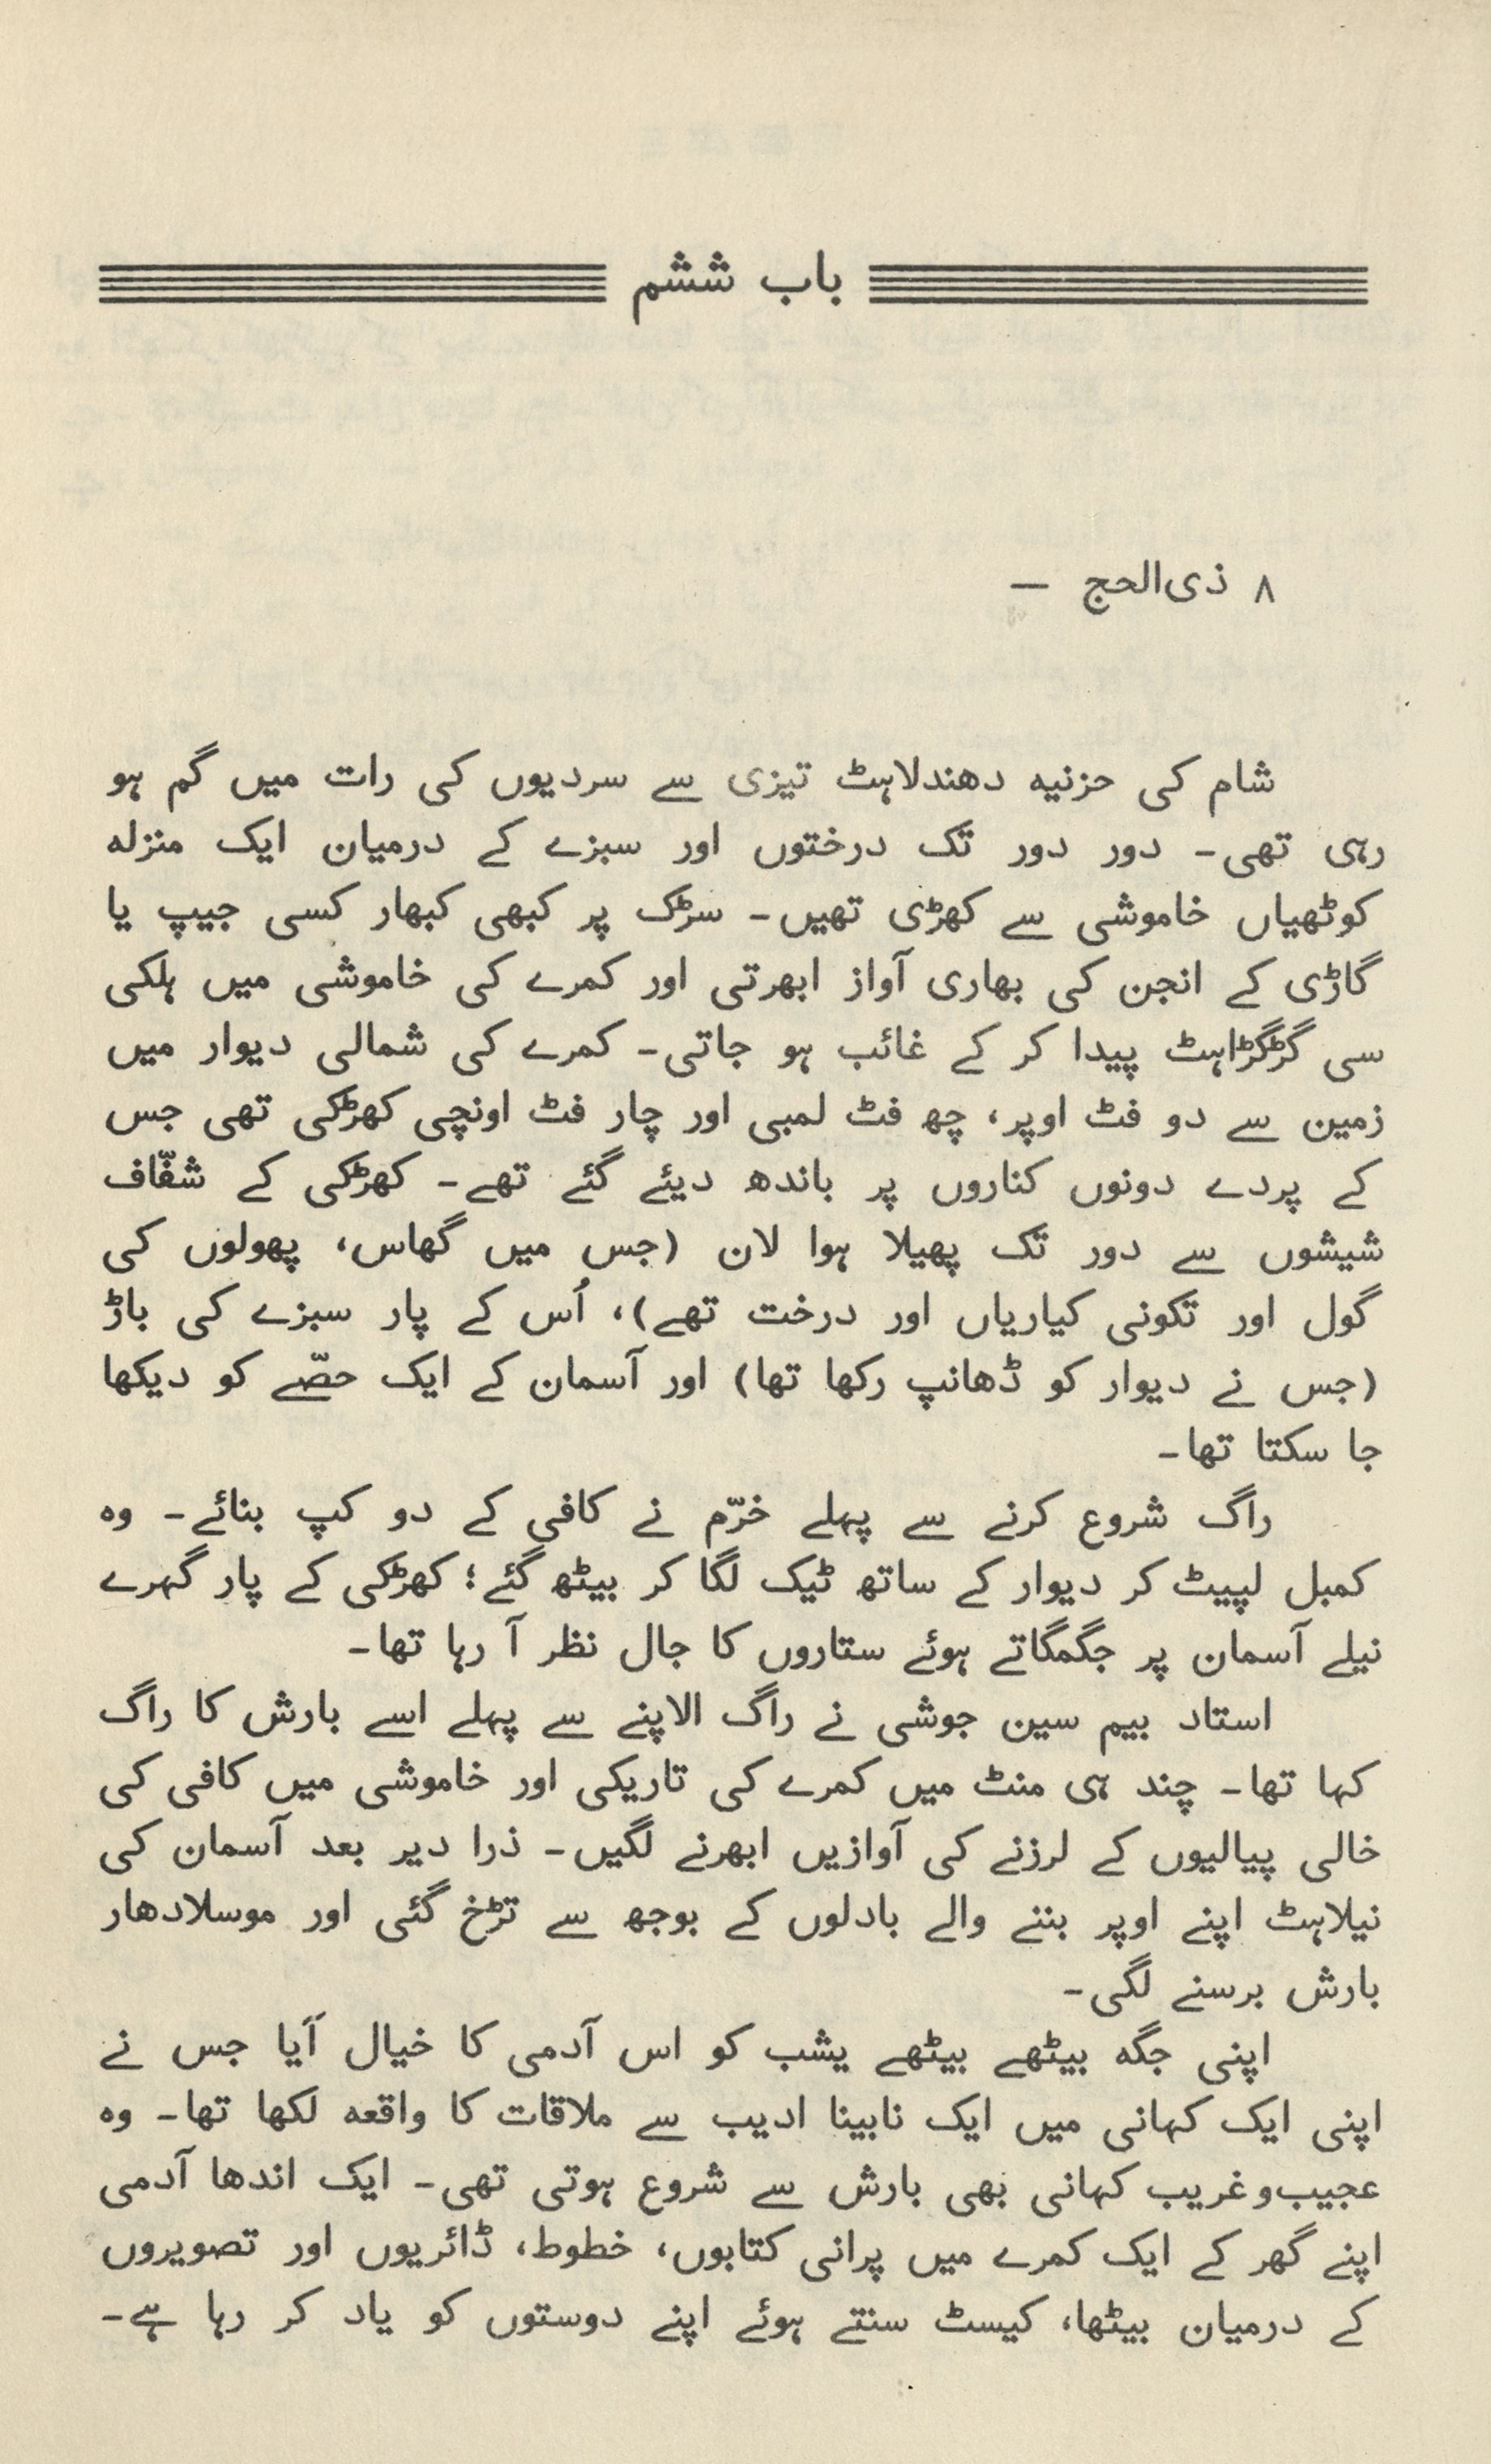 باب ششم
۸ ذی‌الحج —
شام کی حزنیہ دھندلاہٹ تیزی سے سردیوں کی رات میں گم ہو
رہی تھی۔ دور دور تک درختوں اور سبزے کے درمیان ایک منزلہ
کوٹھیاں خاموشی سے کھڑی تھیں۔ سڑک پر کبھی کبھار کسی جیپ یا
گاڑی کے انجن کی بھاری آواز ابھرتی اور کمرے کی خاموشی میں ہلکی
سی گڑگڑاہٹ پیدا کر کے غائب ہو جاتی۔ کمرے کی شمالی دیوار میں
زمین سے دو فٹ اوپر، چھ فٹ لمبی اور چار فٹ اونچی کھڑکی تھی جس
کے پردے دونوں کناروں پر باندھ دیئے گئے تھے۔ کھڑکی کے شفّاف
شیشوں سے دور تک پھیلا ہوا لان (جس میں گھاس، پھولوں کی
گول اور تکونی کیاریاں اور درخت تھے)، اُس کے پار سبزے کی باڑ
(جس نے دیوار کو ڈھانپ رکھا تھا) اور آسمان کے ایک حصّے کو دیکھا
جا سکتا تھا۔
راگ شروع کرنے سے پہلے خرّم نے کافی کے دو کپ بنائے۔ وہ
کمبل لپیٹ کر دیوار کے ساتھ ٹیک لگا کر بیٹھ گئے؛ کھڑکی کے پار گہرے
نیلے آسمان پر جگمگاتے ہوئے ستاروں کا جال نظر آ رہا تھا۔
استاد بیم سین جوشی نے راگ الاپنے سے پہلے اسے بارش کا راگ
کہا تھا۔ چند ہی منٹ میں کمرے کی تاریکی اور خاموشی میں کافی کی
خالی پیالیوں کے لرزنے کی آوازیں ابھرنے لگیں۔ ذرا دیر بعد آسمان کی
نیلاہٹ اپنے اوپر بننے والے بادلوں کے بوجھ سے تڑخ گئی اور موسلادھار
بارش برسنے لگی۔
اپنی جگہ بیٹھے بیٹھے یشب کو اس آدمی کا خیال آیا جس نے
اپنی ایک کہانی میں ایک نابینا ادیب سے ملاقات کا واقعہ لکھا تھا۔ وہ
عجیب‌و‌غریب کہانی بھی بارش سے شروع ہوتی تھی۔ ایک اندھا آدمی
اپنے گھر کے ایک کمرے میں پرانی کتابوں، خطوط، ڈائریوں اور تصویروں
کے درمیان بیٹھا، کیسٹ سنتے ہوئے اپنے دوستوں کو یاد کر رہا ہے۔